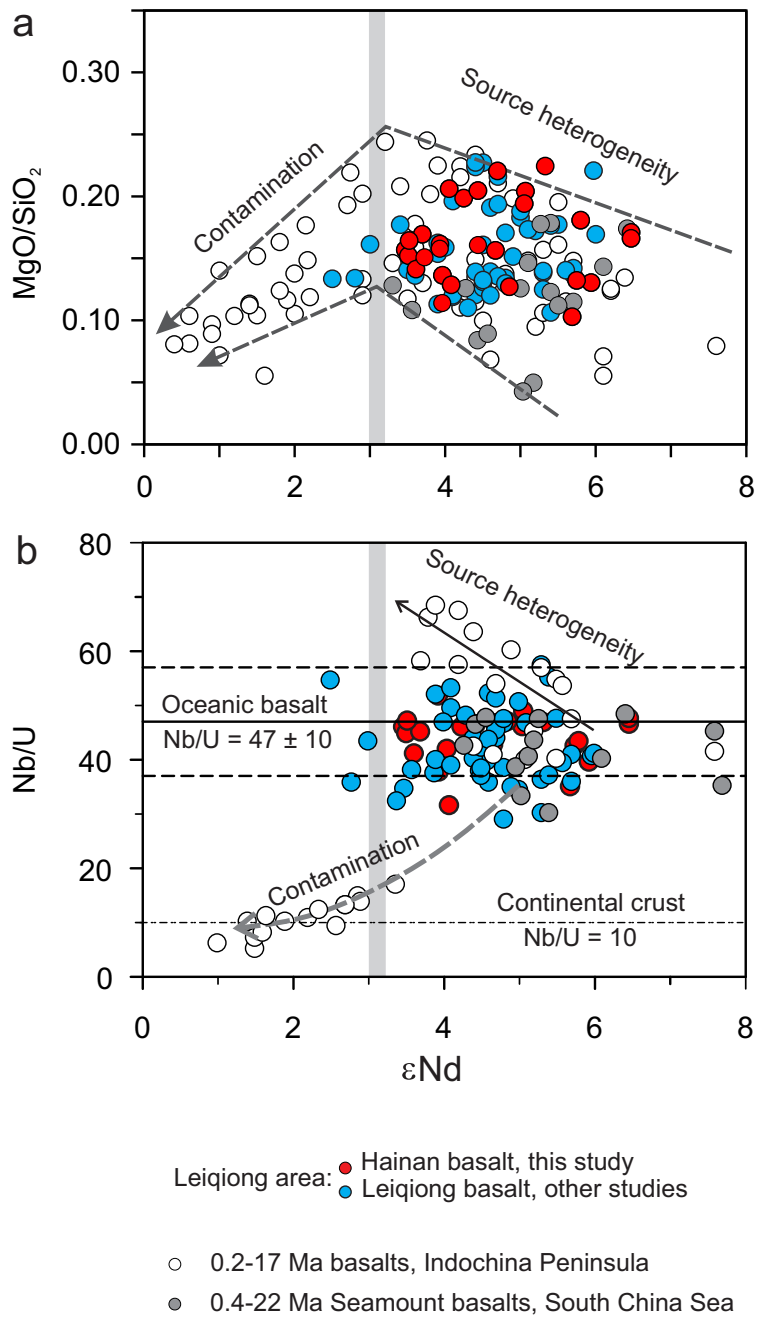 a
0.30
0.20
0.10
0.00
MgO/SiO₂
Contamination
Source heterogeneity
0 2 4 6 8
b
80
60
40
20
0
Nb/U
Source heterogeneity
Oceanic basalt
Nb/U = 47 ± 10
Contamination
Continental crust
Nb/U = 10
0 2 4 6 8
εNd
Leiqiong area:
Hainan basalt, this study
Leiqiong basalt, other studies
0.2-17 Ma basalts, Indochina Peninsula
0.4-22 Ma Seamount basalts, South China Sea